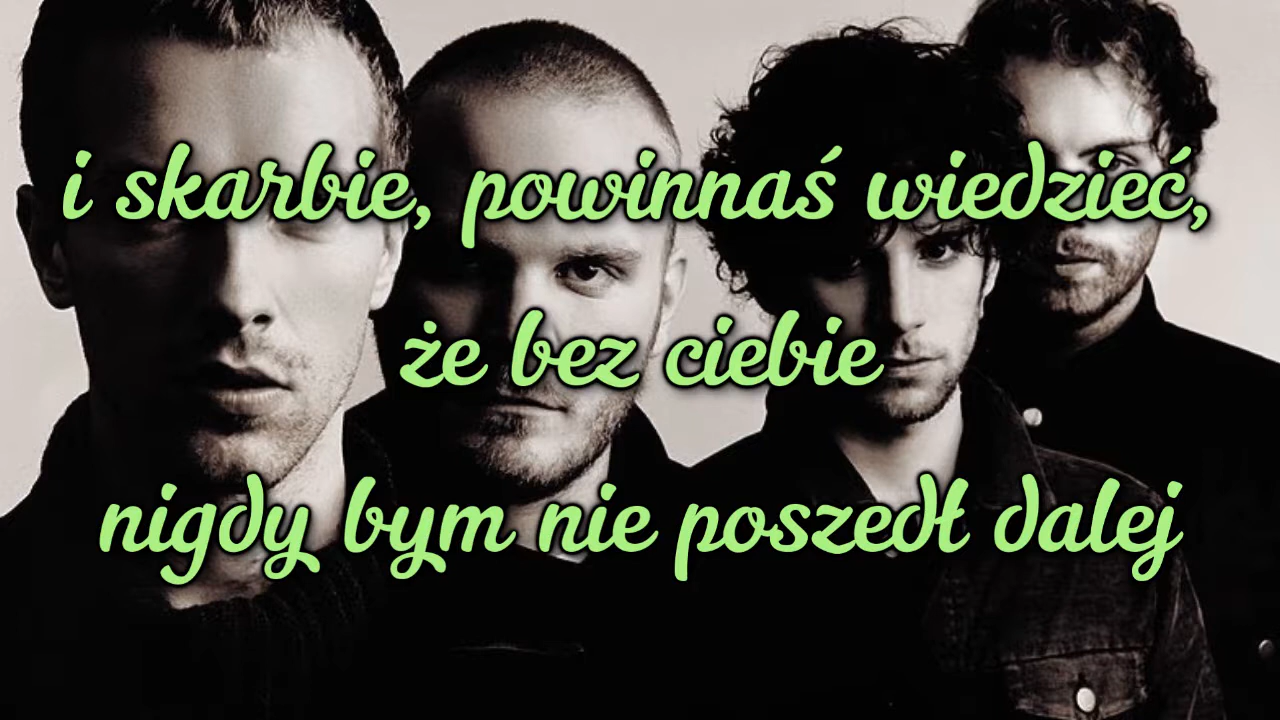 i skarbie, powinnaś wiedzieć,
że bez ciebie
nigdy bym nie poszedł dalej